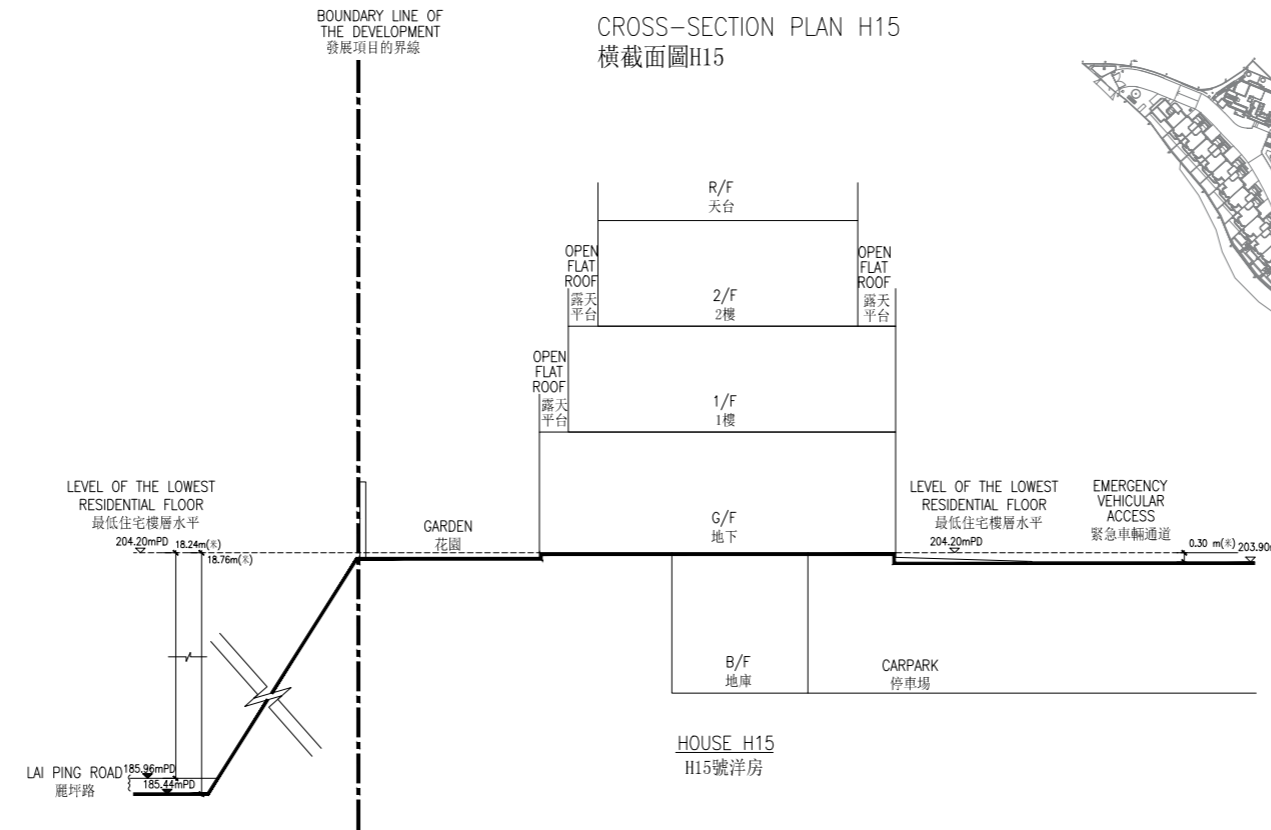 BOUNDARY LINE OF
THE DEVELOPMENT
發展項目的界線
CROSS-SECTION PLAN H15
橫截面圖H15
R/F
天台
OPEN
FLAT
ROOF
露天
平台
2/F
2樓
OPEN
FLAT
ROOF
露天
平台
OPEN
FLAT
ROOF
露天
平台
1/F
1樓
LEVEL OF THE LOWEST
RESIDENTIAL FLOOR
最低住宅樓層水平
204.20mPD
18.24m(米)
18.76m(米)
GARDEN
花園
G/F
地下
LEVEL OF THE LOWEST
RESIDENTIAL FLOOR
最低住宅樓層水平
204.20mPD
EMERGENCY
VEHICULAR
ACCESS
緊急車輛通道
0.30 m(米)
203.90m
B/F
地庫
CARPARK
停車場
HOUSE H15
H15號洋房
LAI PING ROAD
麗坪路
185.96mPD
185.44mPD